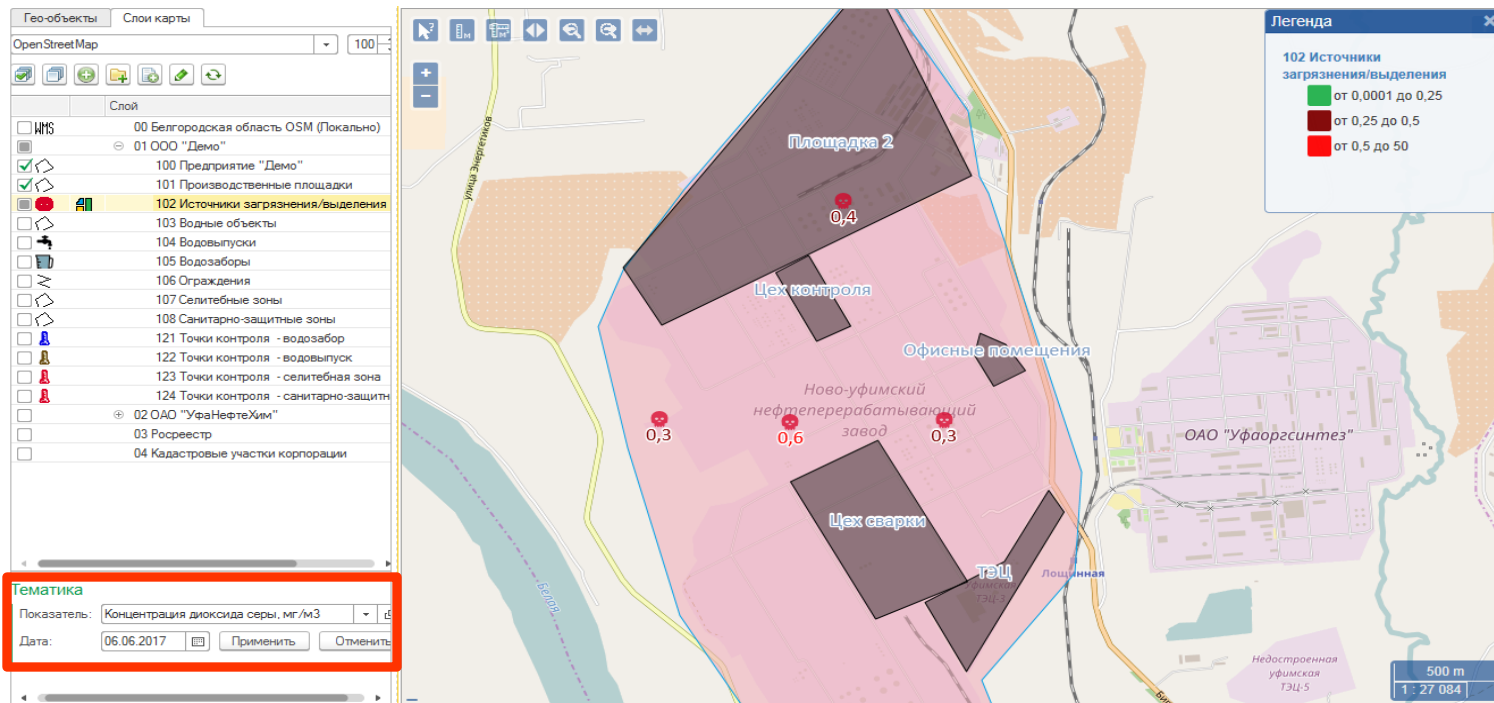 Гео-объекты
Слои карты
OpenStreetMap
100
Слой
WMS 00 Белгородская область OSM (Локально)
01 ООО "Демо"
100 Предприятие "Демо"
101 Производственные площадки
102 Источники загрязнения/выделения
103 Водные объекты
104 Водовыпуски
105 Водозаборы
106 Ограждения
107 Селитебные зоны
108 Санитарно-защитные зоны
121 Точки контроля - водозабор
122 Точки контроля - водовыпуск
123 Точки контроля - селитебная зона
124 Точки контроля - санитарно-защитн
02 ОАО "УфаНефтеХим"
03 Росреестр
04 Кадастровые участки корпорации
Тематика
Показатель: Концентрация диоксида серы, мг/м3
Дата: 06.06.2017 Применить Отменить
улица Энергетиков
Площадка 2
0,4
Цех контроля
Офисные помещения
Ново-уфимский
нефтеперерабатывающий
завод
0,3
0,6
0,3
ОАО "Уфаоргсинтез"
Цех сварки
ТЭЦ
уфимская
ТЭЦ-3
Лощинная
Белая
Недостроенная
уфимская
ТЭЦ-5
Бир
Легенда
102 Источники
загрязнения/выделения
от 0,0001 до 0,25
от 0,25 до 0,5
от 0,5 до 50
500 m
1 : 27 084